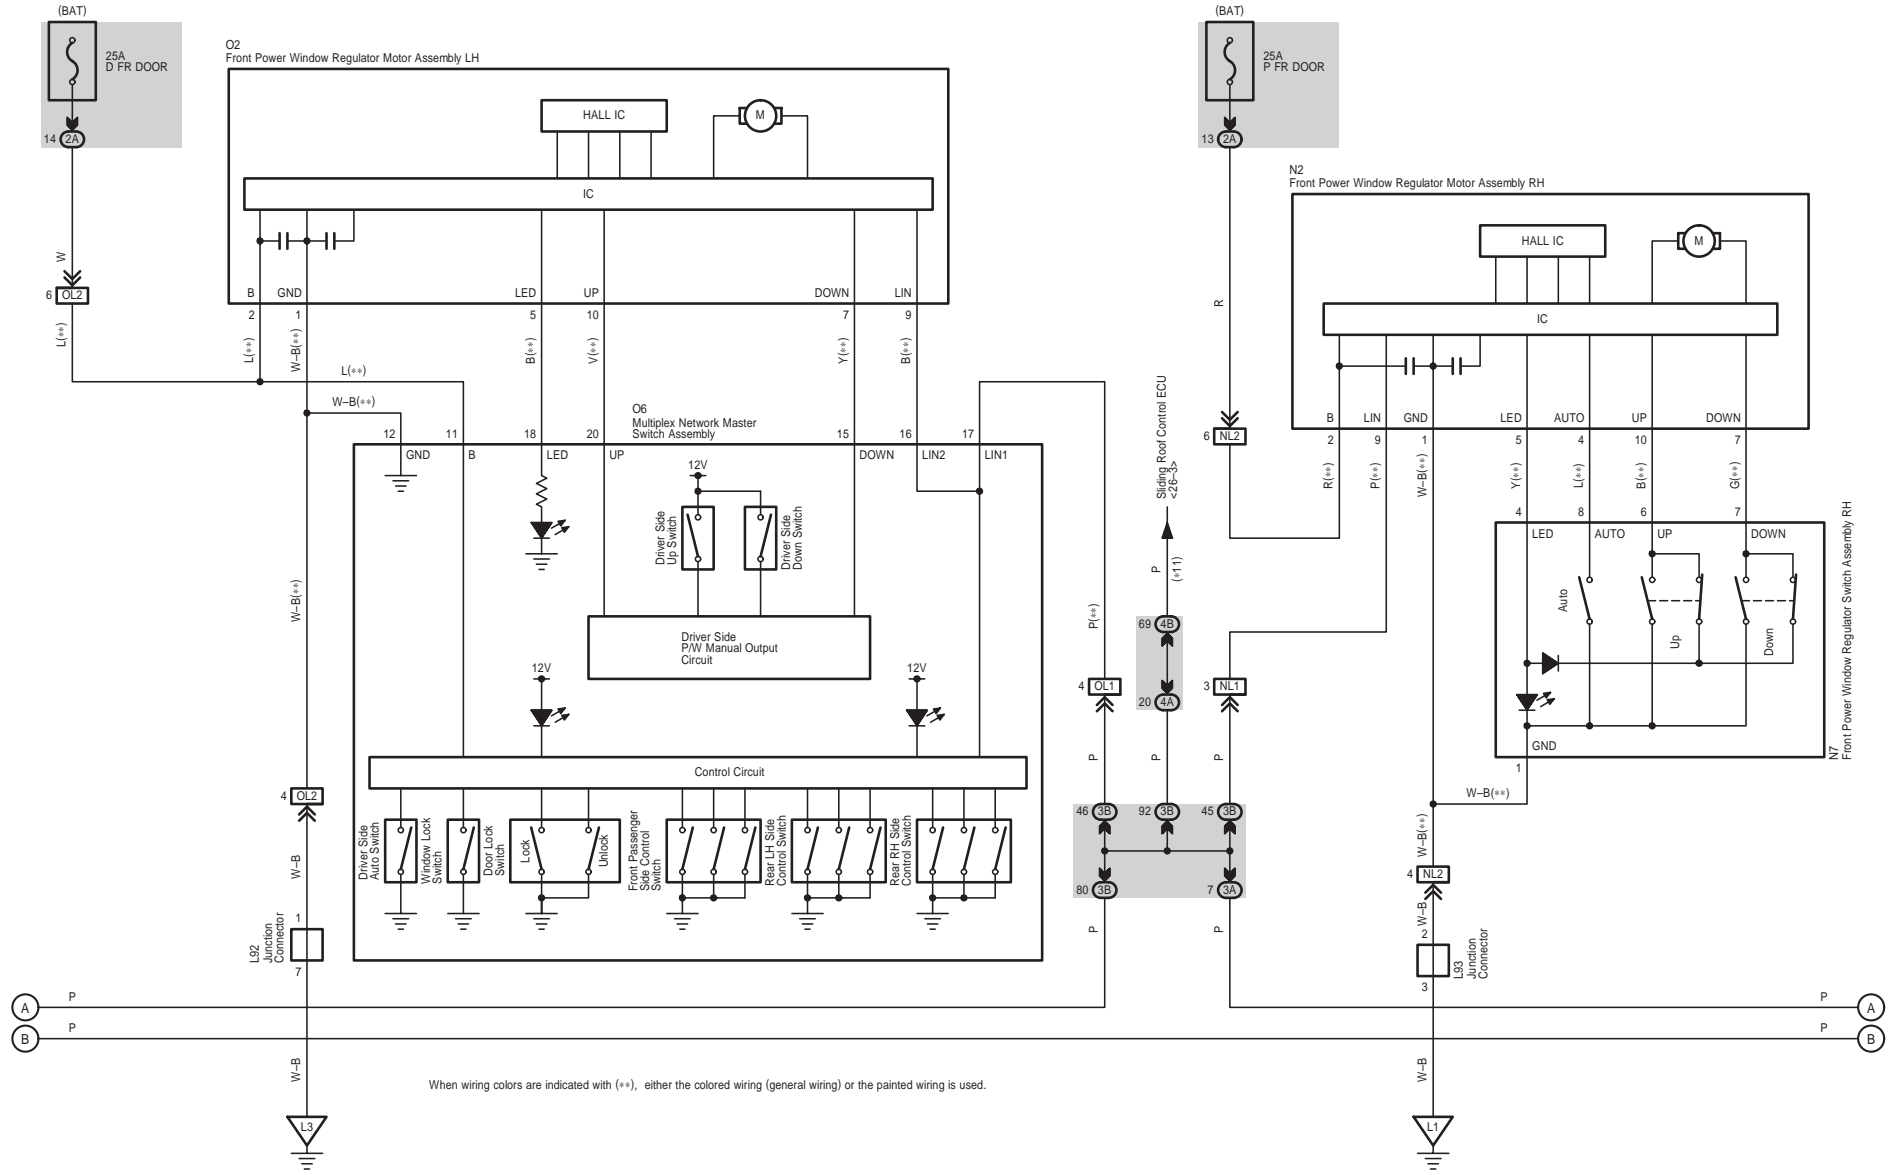 (BAT)
25A
D FR DOOR
14 2A
W
6 OL2
L(**)
O2
Front Power Window Regulator Motor Assembly LH
HALL IC
M
IC
B GND LED UP DOWN LIN
2 1 5 10 7 9
L(**) W–B(**) B(**) V(**) Y(**) B(**)
L(**)
W–B(**)
O6
Multiplex Network Master
Switch Assembly
12 11 18 20 15 16 17
GND B LED UP DOWN LIN2 LIN1
12V
Driver Side
Up Switch
Driver Side
Down Switch
Driver Side
P/W Manual Output
Circuit
12V 12V
Control Circuit
Driver Side
Auto Switch
Window Lock
Switch
Door Lock
Switch
Lock
Unlock
Front Passenger
Side Control
Switch
Rear LH Side
Control Switch
Rear RH Side
Control Switch
W–B(**)
4 OL2
W–B
1
L92
Junction
Connector
7
W–B
L3
P(**)
4 OL1
P
46 3B
80 3B
P
Sliding Roof Control ECU
<26–3>
P
(*11)
69 4B
20 4A
P
92 3B
(BAT)
25A
P FR DOOR
13 2A
R
6 NL2
3 NL1
P
45 3B
7 3A
P
N2
Front Power Window Regulator Motor Assembly RH
HALL IC
M
IC
B LIN GND LED AUTO UP DOWN
2 9 1 5 4 10 7
R(**) P(**) W–B(**) Y(**) L(**) B(**) G(**)
4 8 6 7
LED AUTO UP DOWN
Auto
Up
Down
GND
1
N7
Front Power Window Regulator Switch Assembly RH
W–B(**)
W–B(**)
4 NL2
W–B
2
L93
Junction
Connector
3
W–B
L1
A P P A
B P P B
When wiring colors are indicated with (**), either the colored wiring (general wiring) or the painted wiring is used.